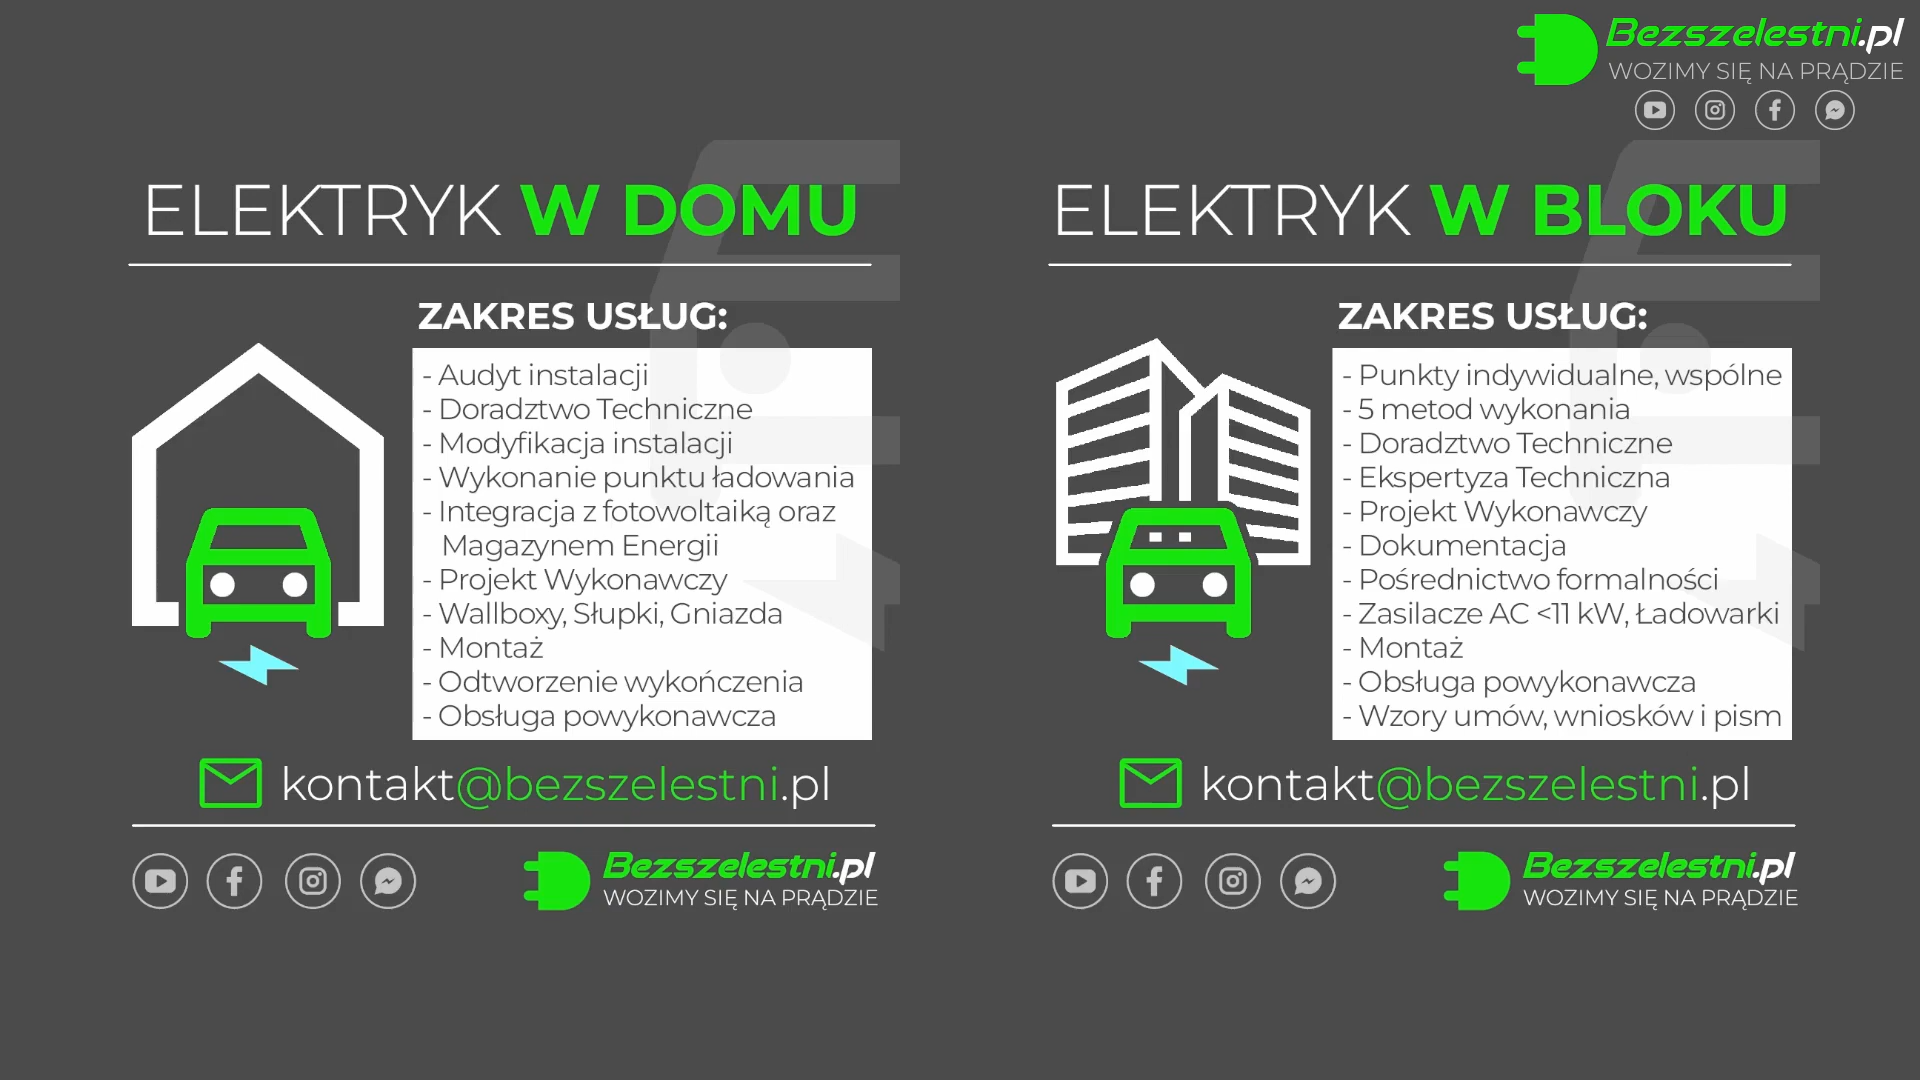 Bezszelestni.pl
WOZIMY SIĘ NA PRĄDZIE
ELEKTRYK W DOMU
ZAKRES USŁUG:
- Audyt instalacji
- Doradztwo Techniczne
- Modyfikacja instalacji
- Wykonanie punktu ładowania
- Integracja z fotowoltaiką oraz
Magazynem Energii
- Projekt Wykonawczy
- Wallboxy, Słupki, Gniazda
- Montaż
- Odtworzenie wykończenia
- Obsługa powykonawcza
kontakt@bezszelestni.pl
Bezszelestni.pl
WOZIMY SIĘ NA PRĄDZIE
ELEKTRYK W BLOKU
ZAKRES USŁUG:
- Punkty indywidualne, wspólne
- 5 metod wykonania
- Doradztwo Techniczne
- Ekspertyza Techniczna
- Projekt Wykonawczy
- Dokumentacja
- Pośrednictwo formalności
- Zasilacze AC <11 kW, Ładowarki
- Montaż
- Obsługa powykonawcza
- Wzory umów, wniosków i pism
kontakt@bezszelestni.pl
Bezszelestni.pl
WOZIMY SIĘ NA PRĄDZIE